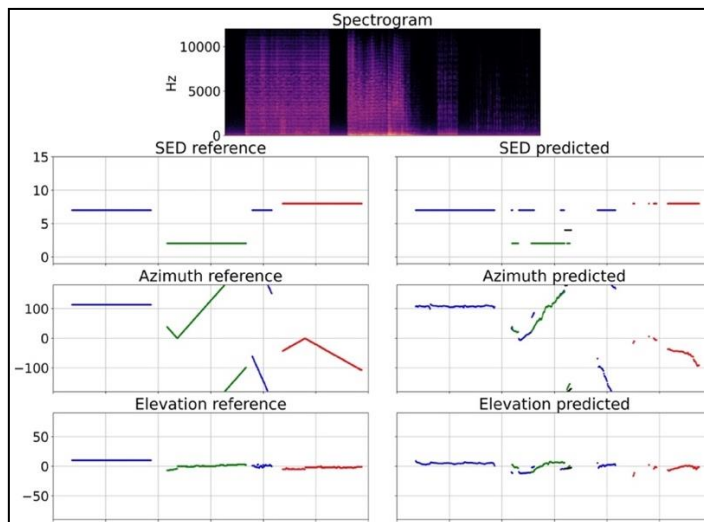 Spectrogram
10000
5000
0
Hz
SED reference
SED predicted
15
10
5
0
Azimuth reference
Azimuth predicted
100
0
−100
Elevation reference
Elevation predicted
50
0
−50